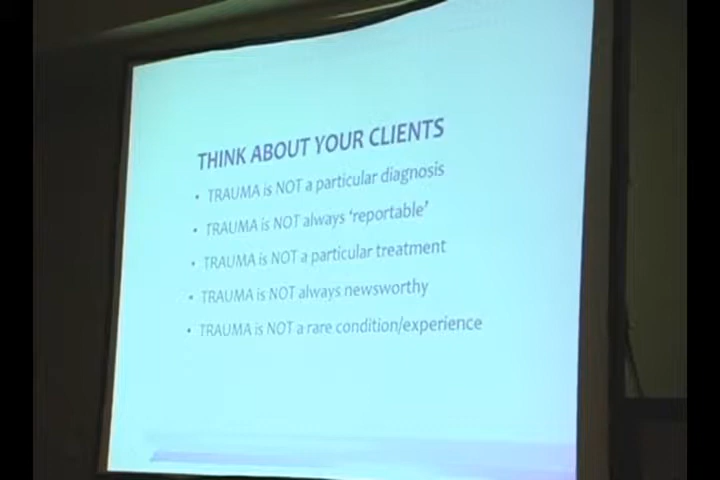 THINK ABOUT YOUR CLIENTS
• TRAUMA is NOT a particular diagnosis
• TRAUMA is NOT always ‘reportable’
• TRAUMA is NOT a particular treatment
• TRAUMA is NOT always newsworthy
• TRAUMA is NOT a rare condition/experience